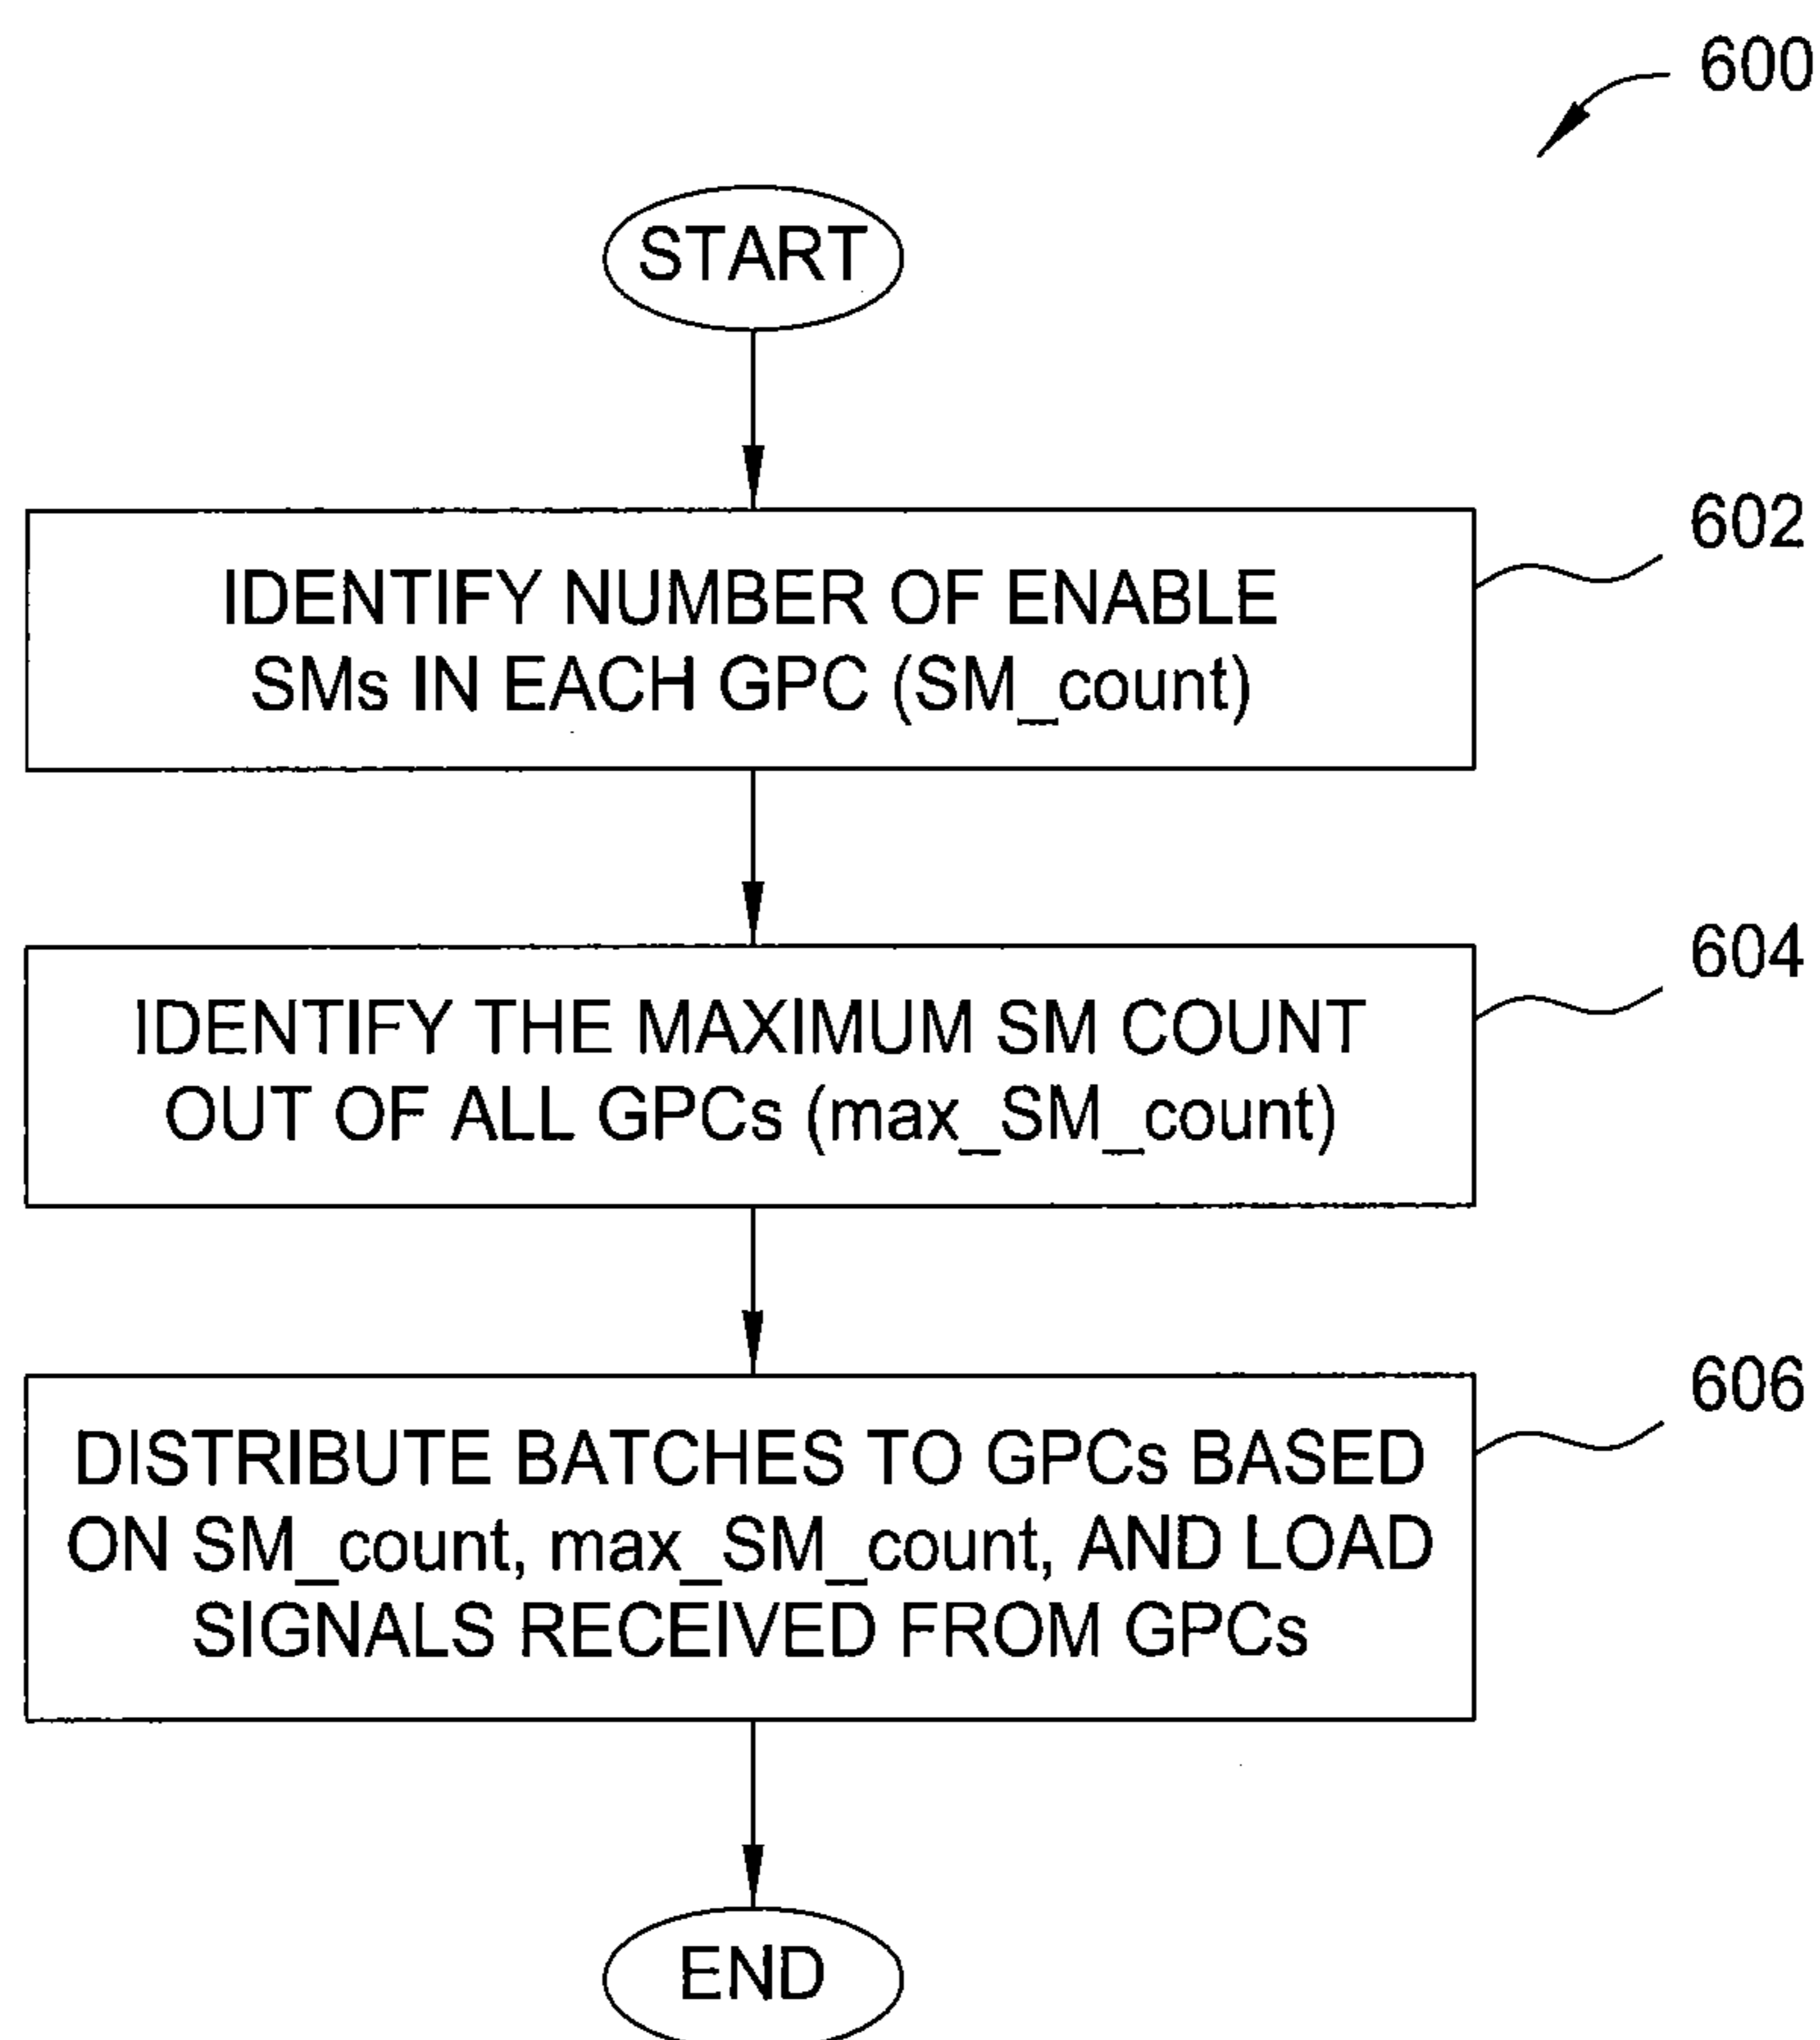 600
START
602
IDENTIFY NUMBER OF ENABLE
SMs IN EACH GPC (SM_count)
604
IDENTIFY THE MAXIMUM SM COUNT
OUT OF ALL GPCs (max_SM_count)
606
DISTRIBUTE BATCHES TO GPCs BASED
ON SM_count, max_SM_count, AND LOAD
SIGNALS RECEIVED FROM GPCs
END